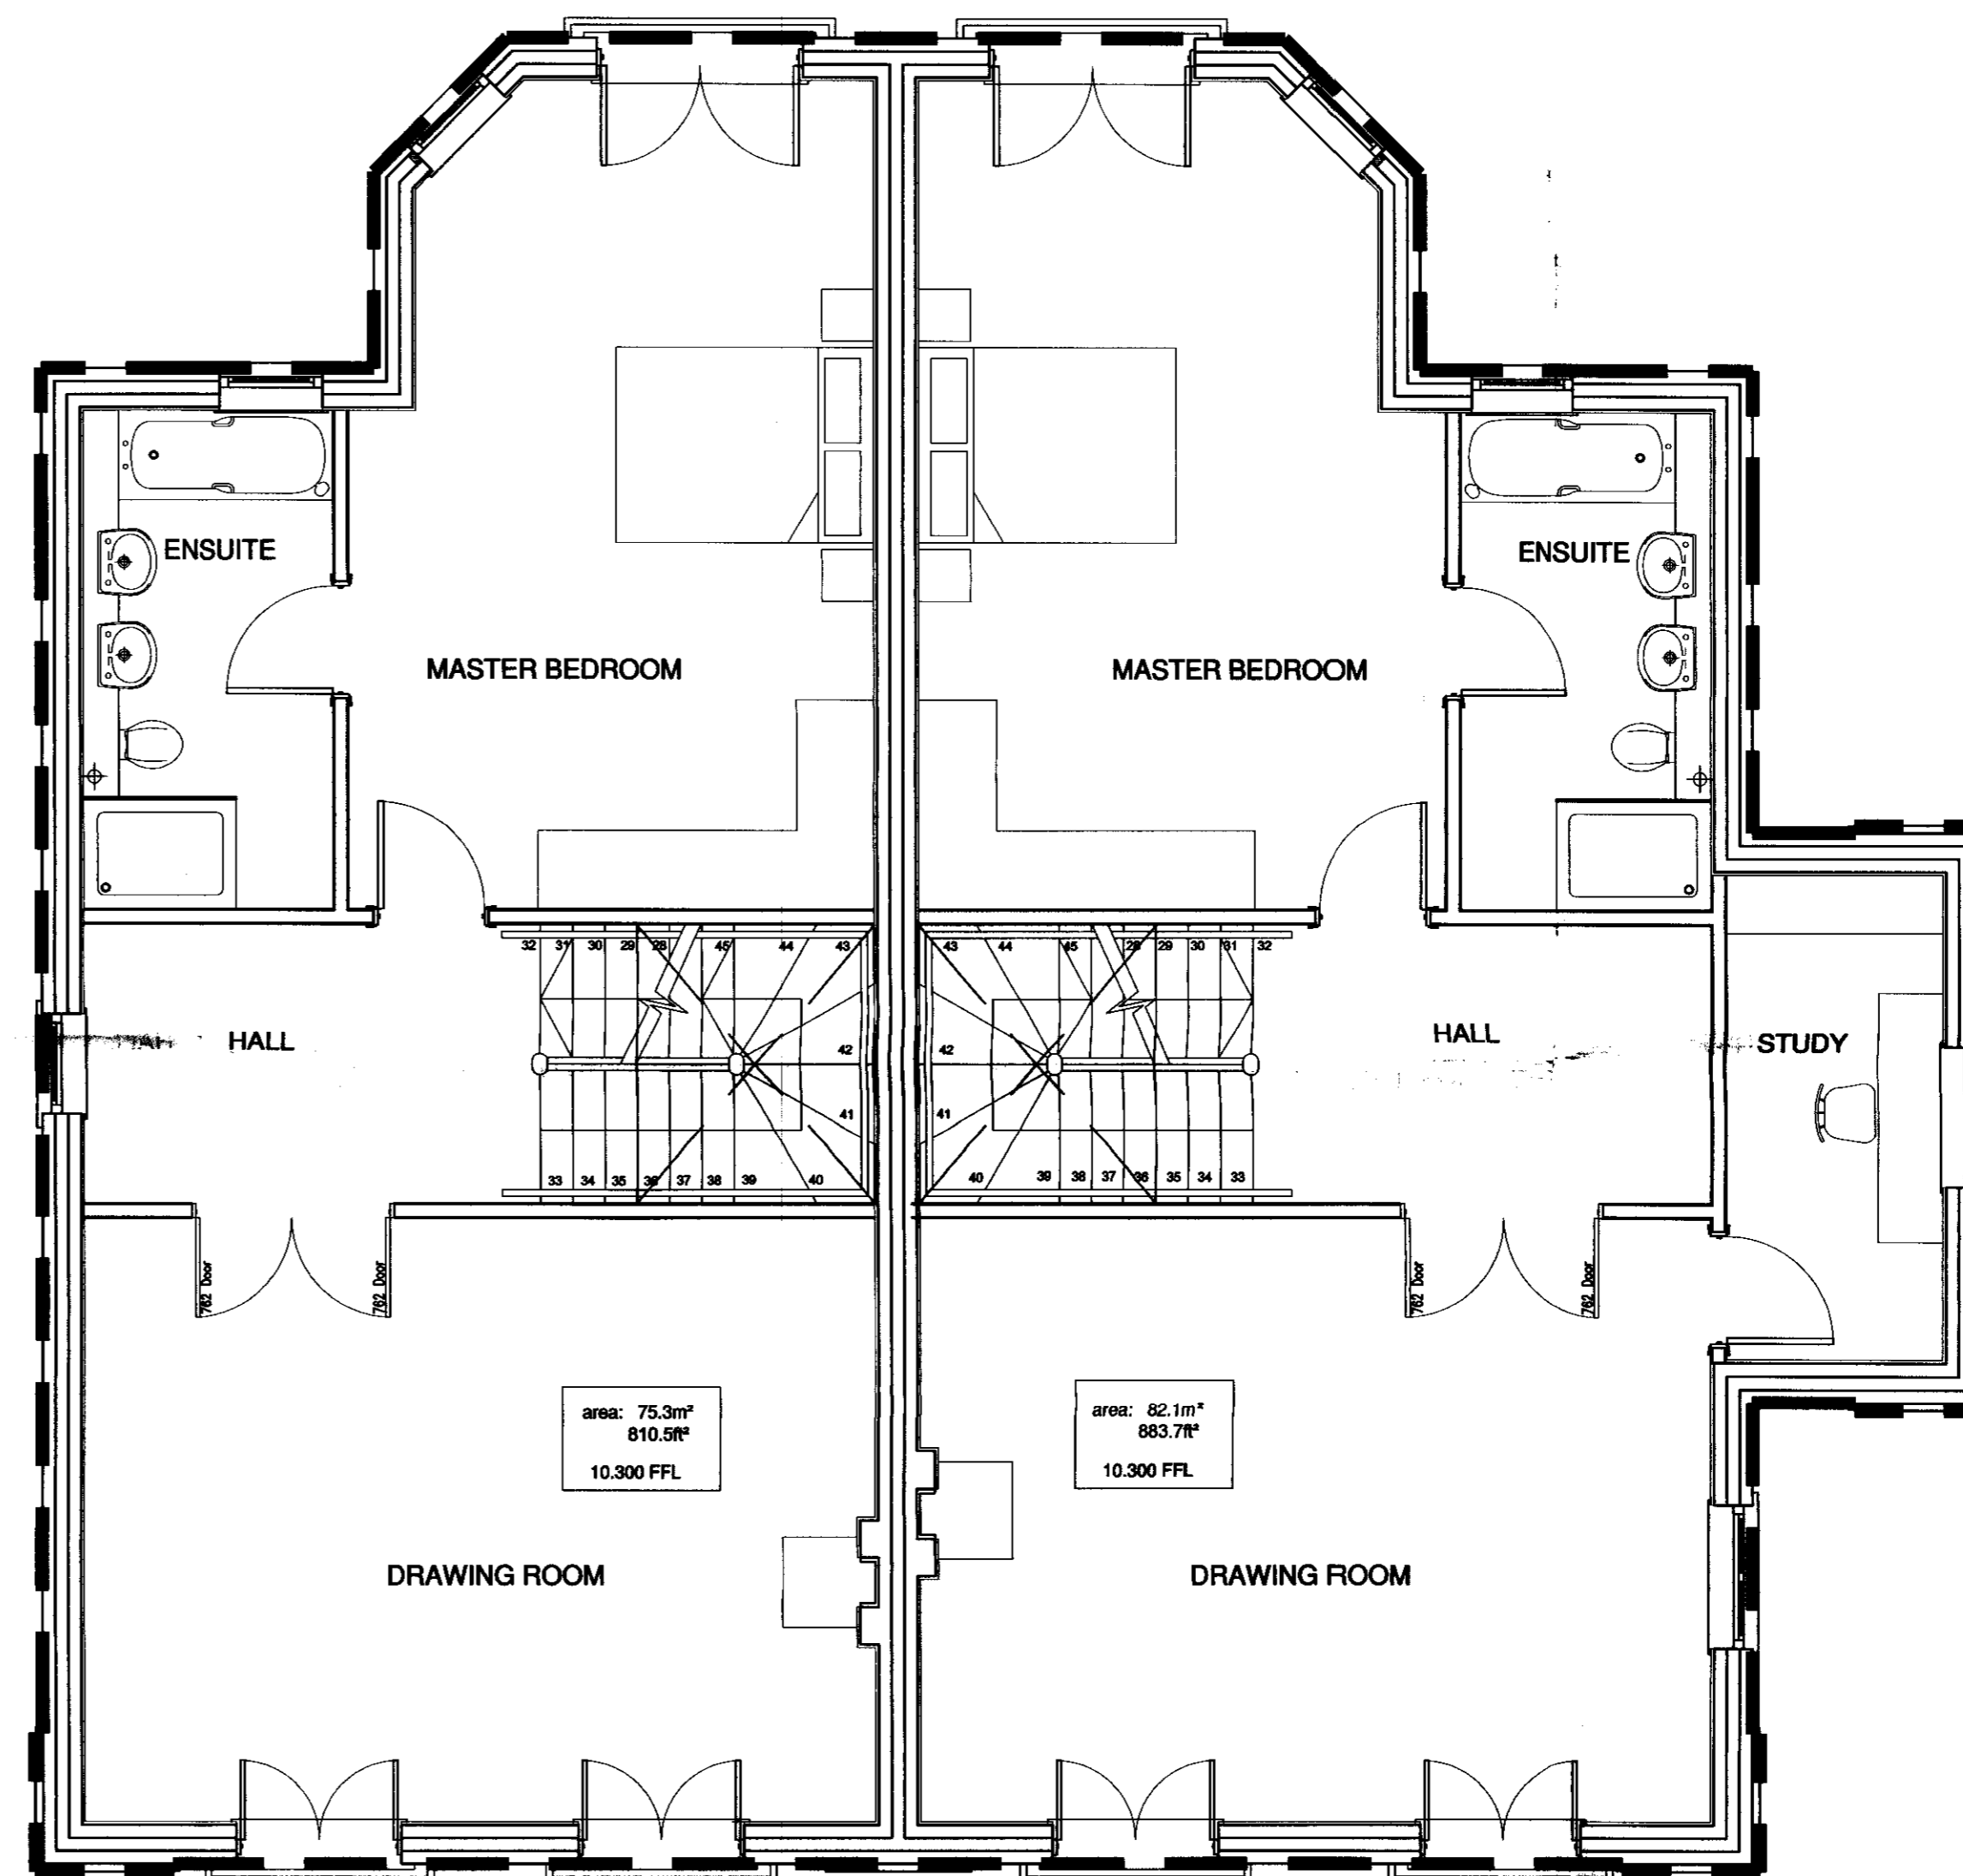 ENSUITE
ENSUITE
MASTER BEDROOM
MASTER BEDROOM
32 31 30 29 28 45 44 43
43 44 45 28 29 30 31 32
HALL
HALL
STUDY
42
42
41
41
33 34 35 36 37 38 39 40
40 39 38 37 36 35 34 33
762 Door
762 Door
762 Door
762 Door
area: 75.3m²
810.5ft²
10.300 FFL
area: 82.1m²
883.7ft²
10.300 FFL
DRAWING ROOM
DRAWING ROOM